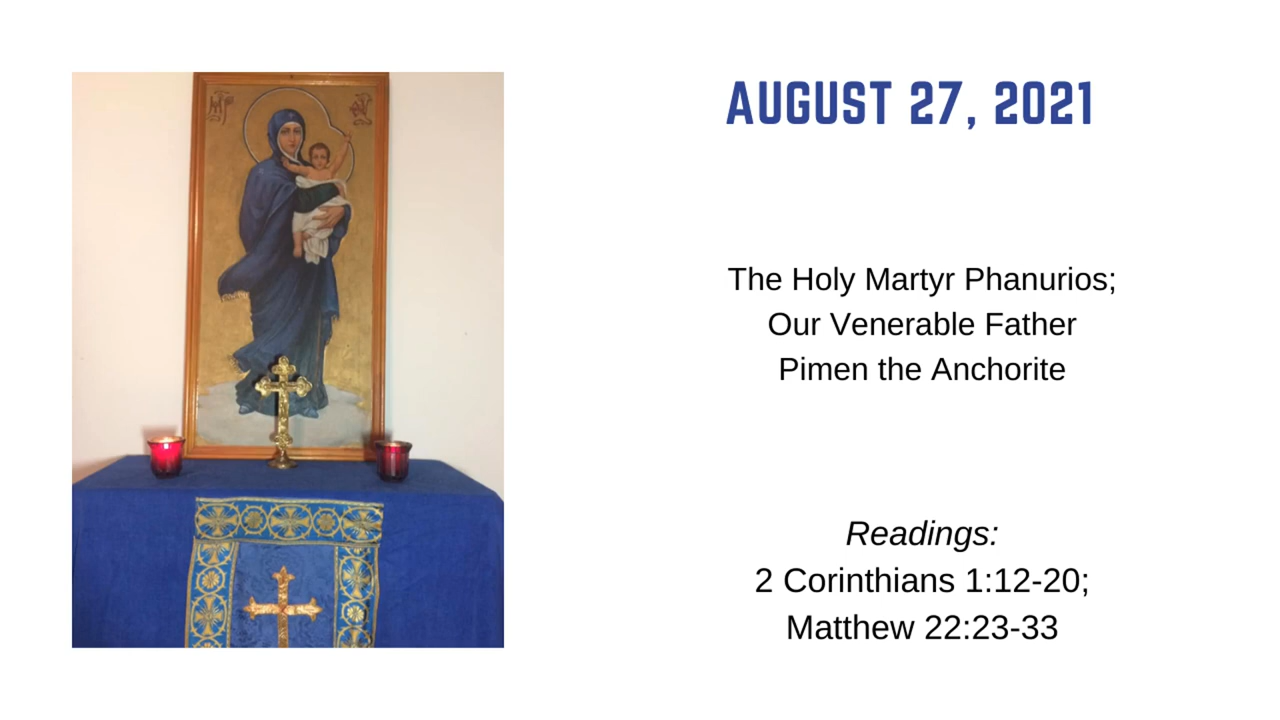 AUGUST 27, 2021
The Holy Martyr Phanurios;
Our Venerable Father
Pimen the Anchorite
Readings:
2 Corinthians 1:12-20;
Matthew 22:23-33